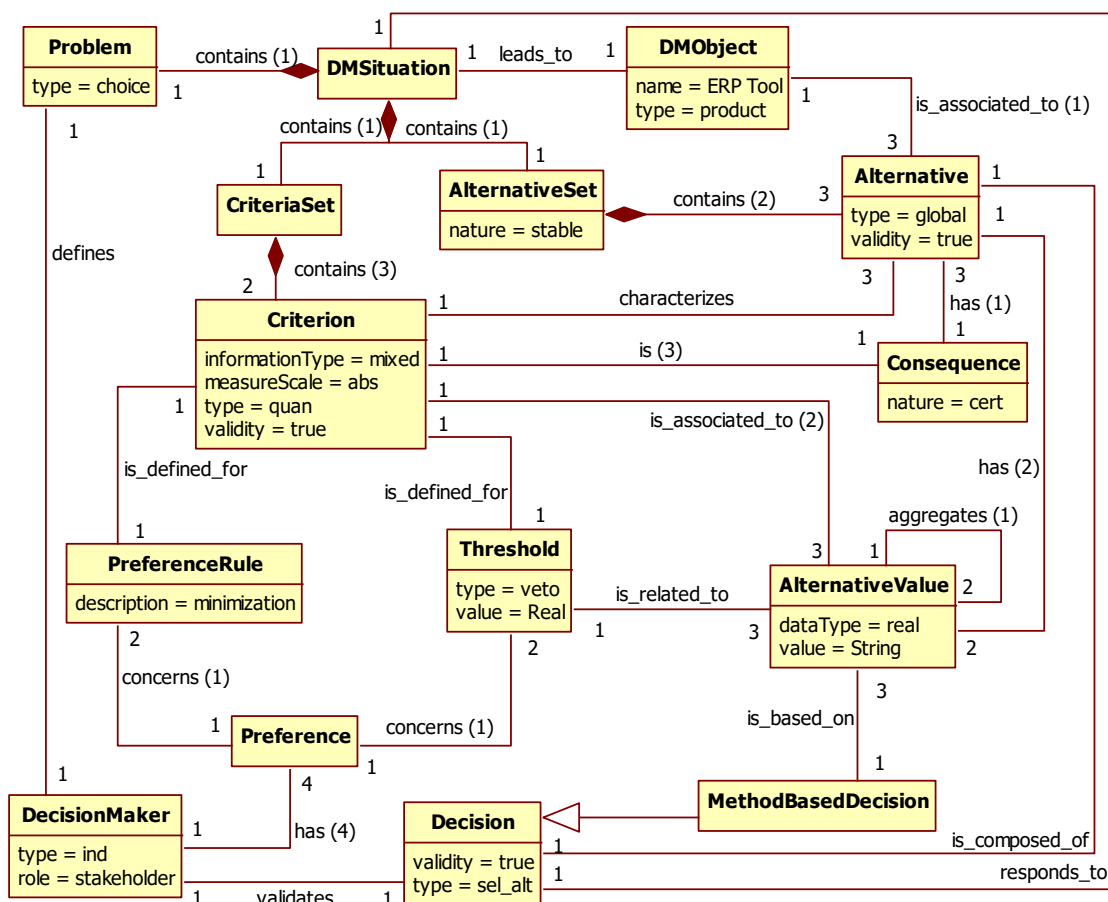 Problem
type = choice
1
1
contains (1)
DMSituation
1
1
leads_to
1
DMObject
name = ERP Tool
type = product
1
is_associated_to (1)
3
contains (1)
contains (1)
1
CriteriaSet
1
AlternativeSet
nature = stable
contains (2)
3
Alternative
type = global
validity = true
1
1
3
3
defines
contains (3)
2
Criterion
informationType = mixed
measureScale = abs
type = quan
validity = true
1
1
1
1
1
characterizes
has (1)
1
is (3)
1
Consequence
nature = cert
is_associated_to (2)
is_defined_for
is_defined_for
has (2)
aggregates (1)
1
PreferenceRule
description = minimization
2
1
Threshold
type = veto
value = Real
2
is_related_to
1
3
3
1
AlternativeValue
dataType = real
value = String
2
2
3
concerns (1)
is_based_on
1
Preference
concerns (1)
1
4
1
MethodBasedDecision
1
DecisionMaker
type = ind
role = stakeholder
1
has (4)
Decision
validity = true
type = sel_alt
1
is_composed_of
1
responds_to
1
validates
1